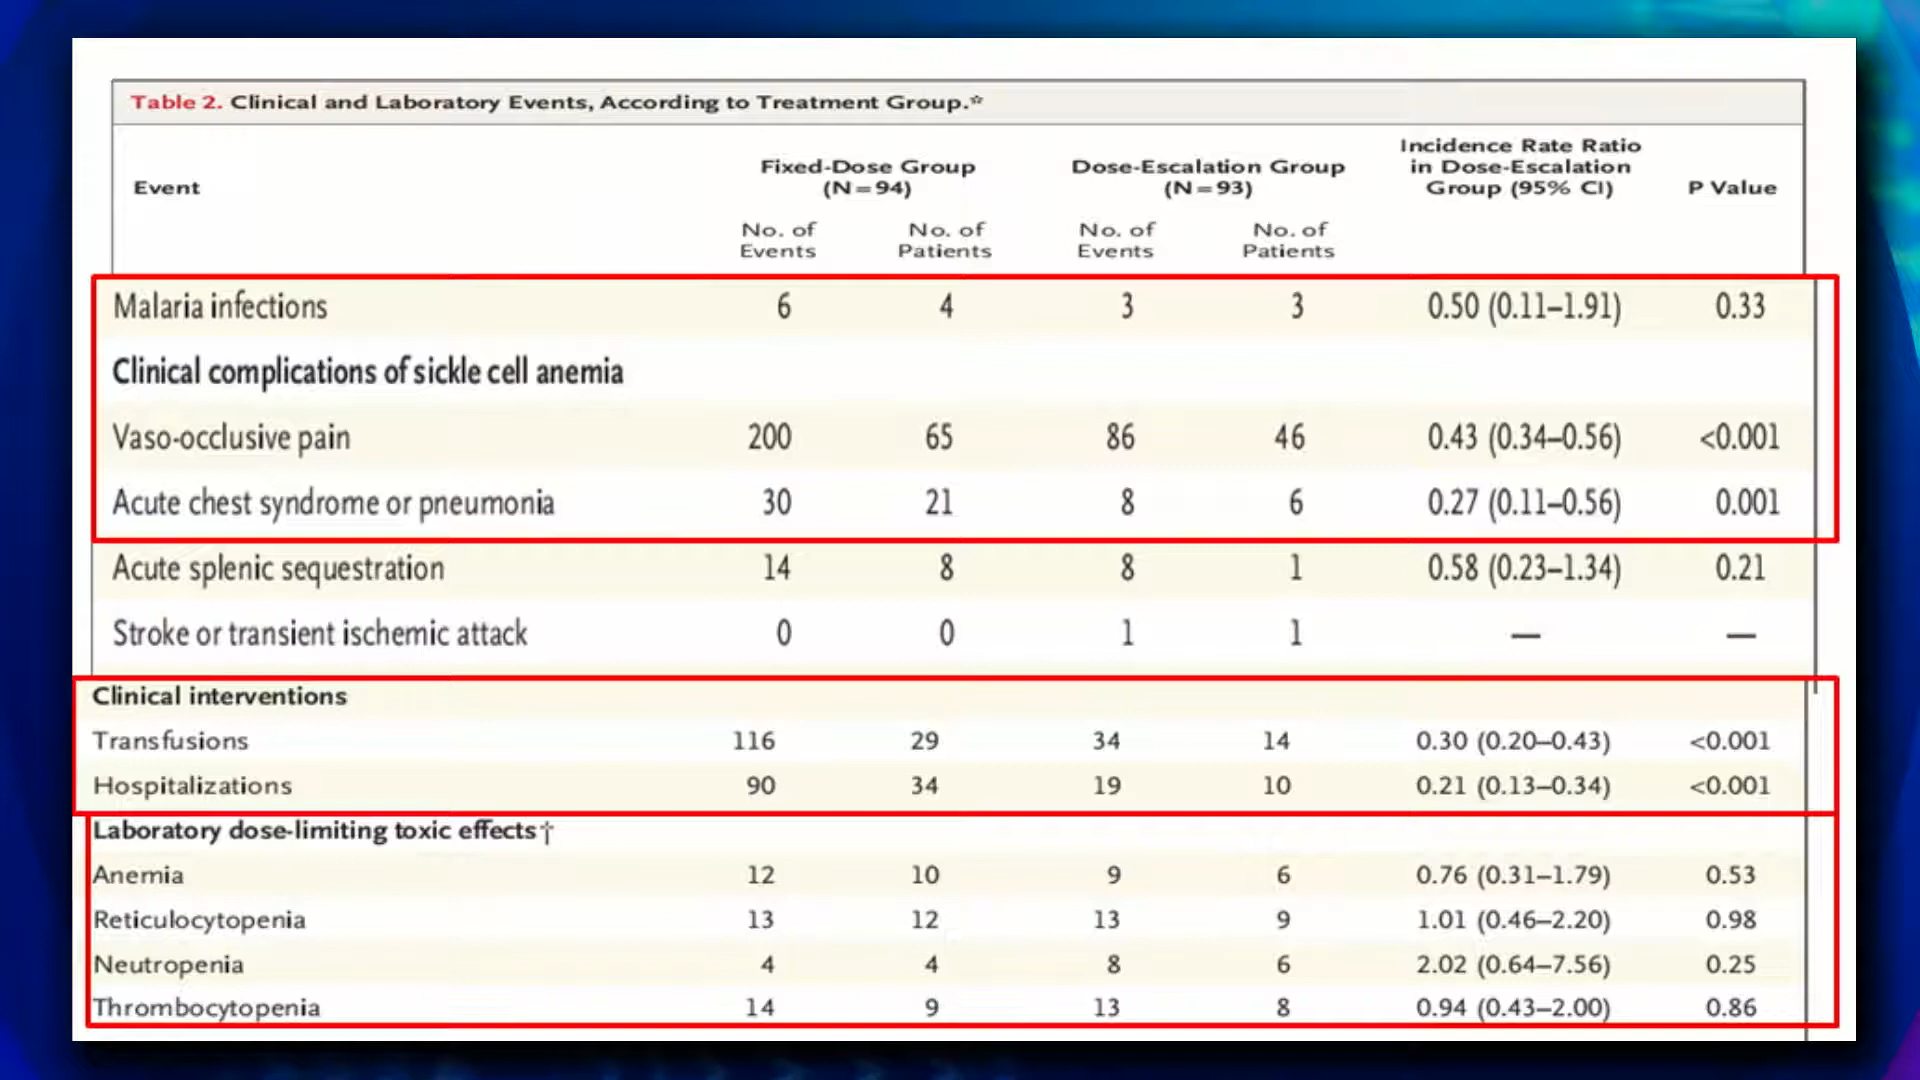 Table 2. Clinical and Laboratory Events, According to Treatment Group.*
Event Fixed-Dose Group (N=94) Dose-Escalation Group (N=93) Incidence Rate Ratio in Dose-Escalation Group (95% CI) P Value
No. of Events No. of Patients No. of Events No. of Patients
Malaria infections 6 4 3 3 0.50 (0.11–1.91) 0.33
Clinical complications of sickle cell anemia
Vaso-occlusive pain 200 65 86 46 0.43 (0.34–0.56) <0.001
Acute chest syndrome or pneumonia 30 21 8 6 0.27 (0.11–0.56) 0.001
Acute splenic sequestration 14 8 8 1 0.58 (0.23–1.34) 0.21
Stroke or transient ischemic attack 0 0 1 1 — —
Clinical interventions
Transfusions 116 29 34 14 0.30 (0.20–0.43) <0.001
Hospitalizations 90 34 19 10 0.21 (0.13–0.34) <0.001
Laboratory dose-limiting toxic effects†
Anemia 12 10 9 6 0.76 (0.31–1.79) 0.53
Reticulocytopenia 13 12 13 9 1.01 (0.46–2.20) 0.98
Neutropenia 4 4 8 6 2.02 (0.64–7.56) 0.25
Thrombocytopenia 14 9 13 8 0.94 (0.43–2.00) 0.86